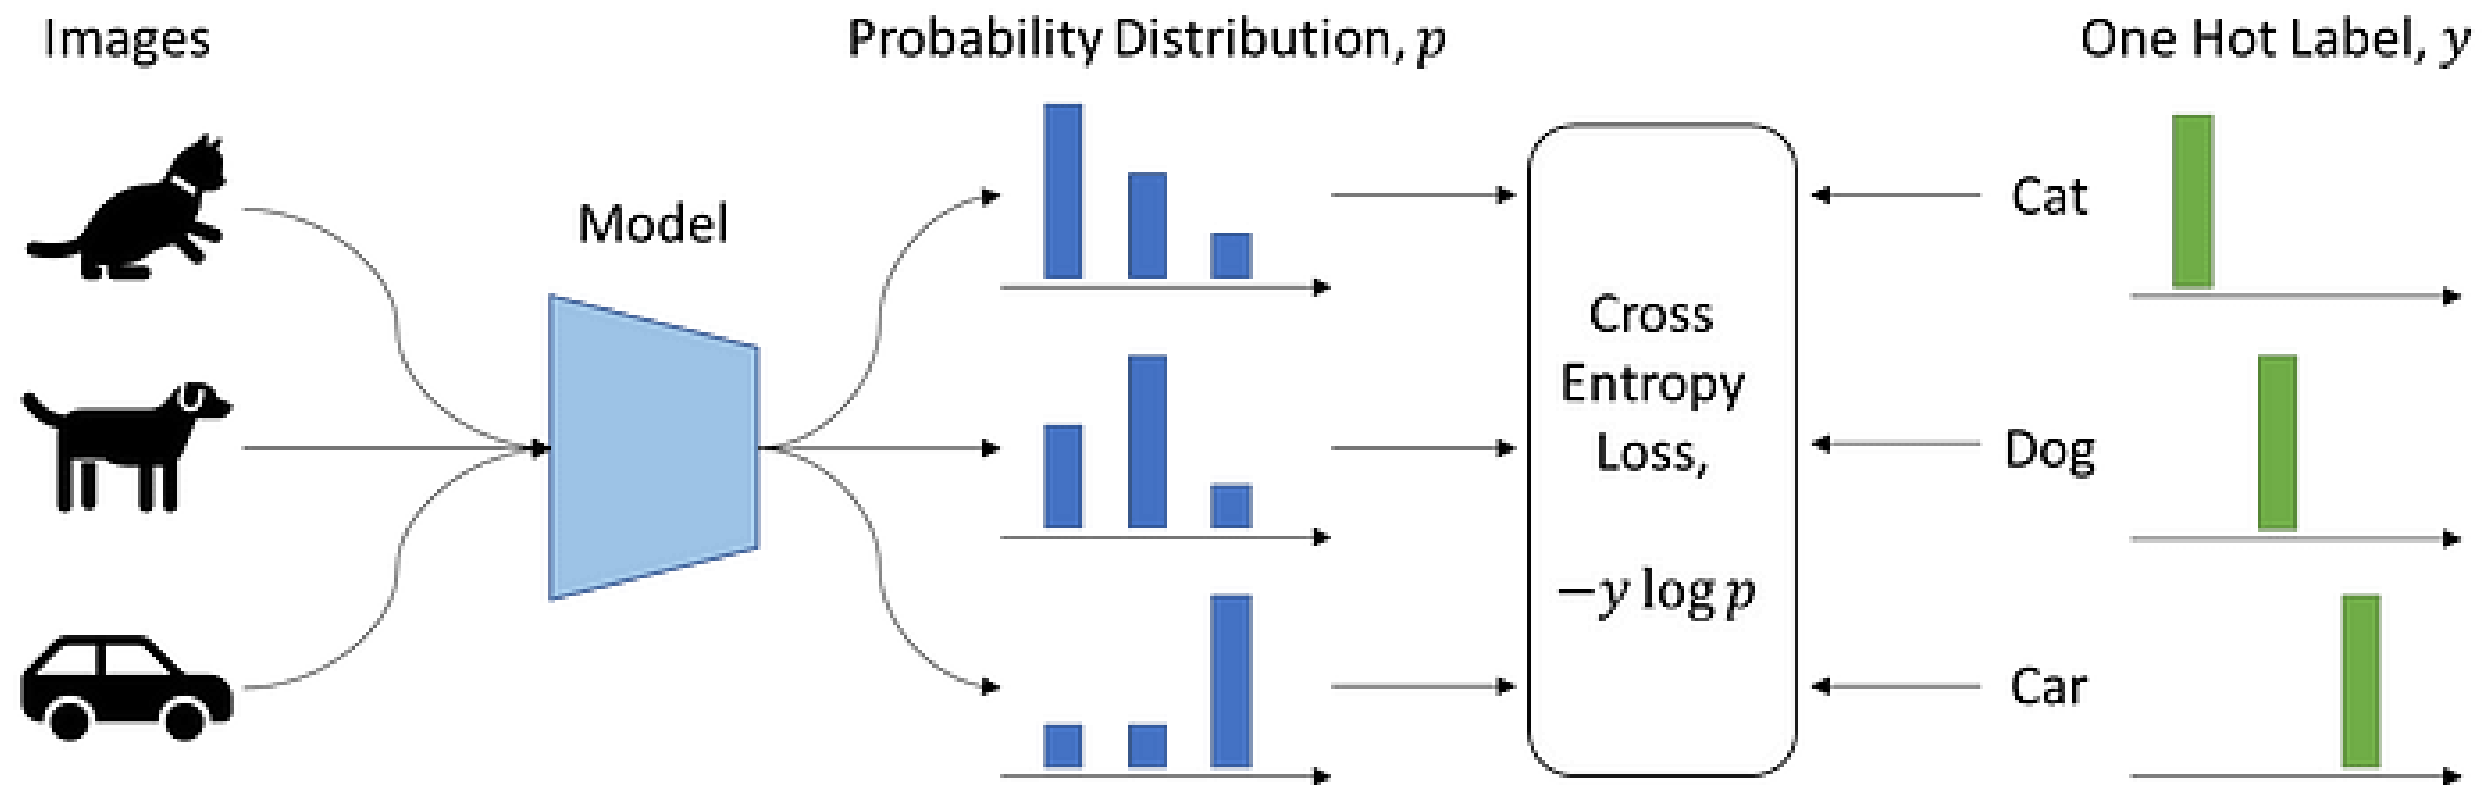 Images
Probability Distribution, p
One Hot Label, y
Model
Cross
Entropy
Loss,
−y log p
Cat
Dog
Car